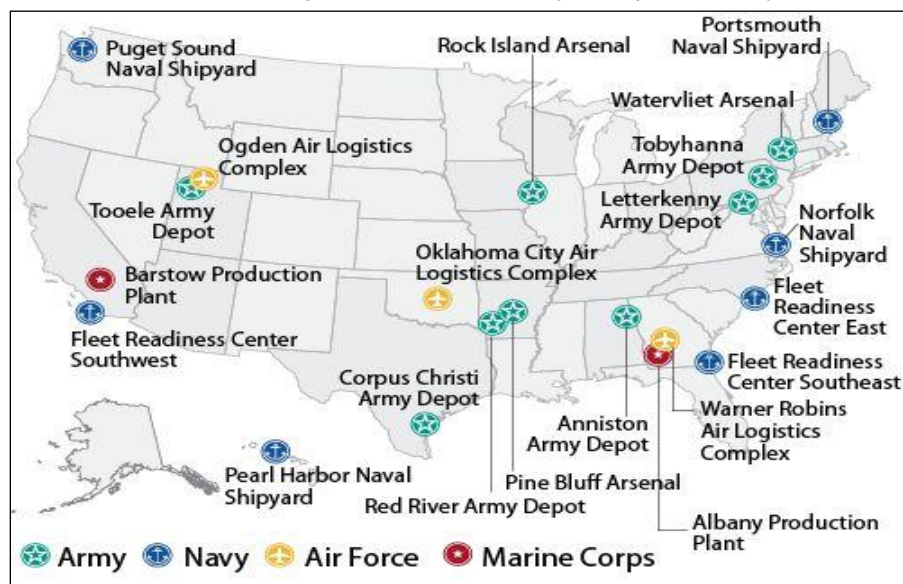 Puget Sound
Naval Shipyard
Rock Island Arsenal
Portsmouth
Naval Shipyard
Watervliet Arsenal
Tobyhanna
Army Depot
Ogden Air Logistics
Complex
Letterkenny
Army Depot
Tooele Army
Depot
Norfolk
Naval
Shipyard
Oklahoma City Air
Logistics Complex
Barstow Production
Plant
Fleet
Readiness
Center East
Fleet Readiness Center
Southwest
Fleet Readiness
Center Southeast
Corpus Christi
Army Depot
Warner Robins
Air Logistics
Complex
Anniston
Army Depot
Pearl Harbor Naval
Shipyard
Pine Bluff Arsenal
Red River Army Depot
Albany Production
Plant
Army
Navy
Air Force
Marine Corps